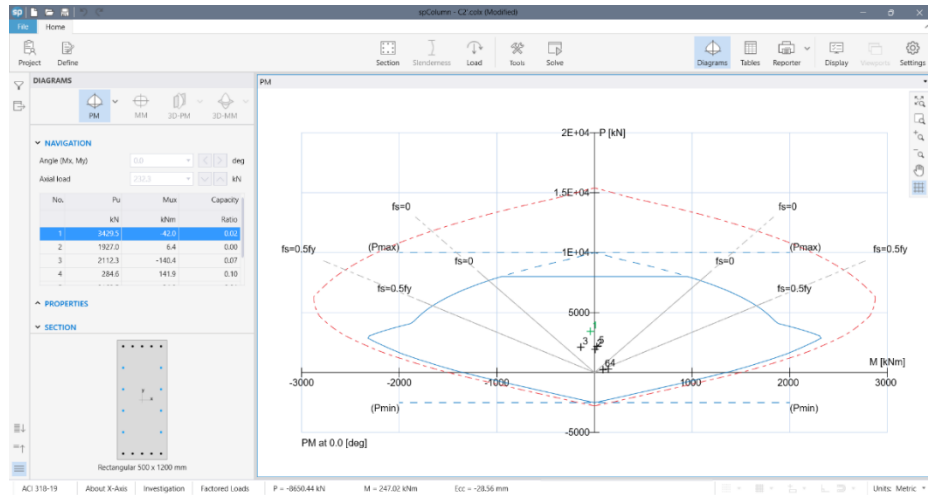 sp
spColumn - C2'.colx (Modified)
File Home
Project Define Section Slenderness Load Tools Solve Diagrams Tables Reporter Display Viewports Settings
DIAGRAMS
PM MM 3D-PM 3D-MM
NAVIGATION
Angle (Mx, My) 0.0 deg
Axial load 232.3 kN
No. Pu Mux Capacity
kN kNm Ratio
1 3429.5 -42.0 0.02
2 1927.0 6.4 0.00
3 2112.3 -140.4 0.07
4 284.6 141.9 0.10
PROPERTIES
SECTION
y
x
Rectangular 500 x 1200 mm
PM
2E+04 P [kN]
1.5E+04
fs=0 fs=0
fs=0.5fy (Pmax) 1E+04 (Pmax) fs=0.5fy
fs=0 fs=0
fs=0.5fy fs=0.5fy
5000
1
3 5
64
M [kNm]
-3000 -2000 -1000 1000 2000 3000
(Pmin) (Pmin)
-5000
PM at 0.0 [deg]
ACI 318-19 About X-Axis Investigation Factored Loads P = -8650.44 kN M = 247.02 kNm Ecc = -28.56 mm Units: Metric